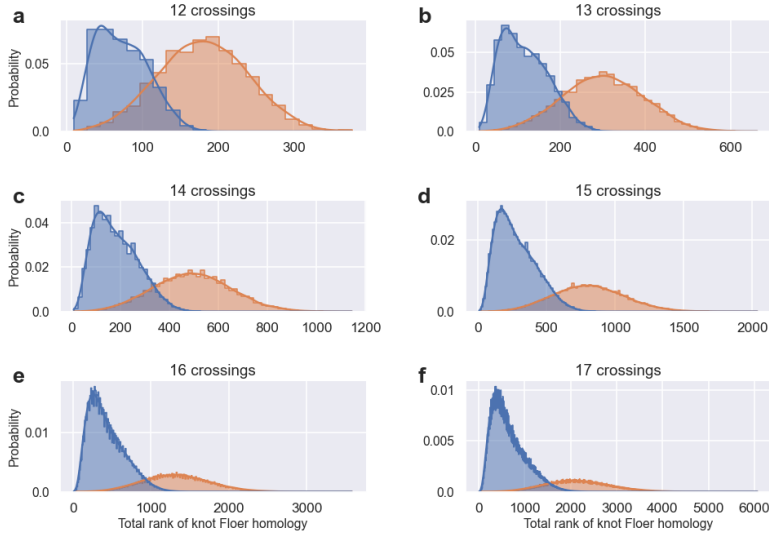 a
12 crossings
Probability
0.05
0.0
0
100
200
300
b
13 crossings
0.05
0.025
0.0
0
200
400
600
c
14 crossings
0.04
0.02
0.0
0
200
400
600
800
1000
1200
d
15 crossings
0.02
0.0
0
500
1000
1500
2000
e
16 crossings
Probability
0.01
0.0
0
1000
2000
3000
Total rank of knot Floer homology
f
17 crossings
0.01
0.005
0.0
0
1000
2000
3000
4000
5000
6000
Total rank of knot Floer homology